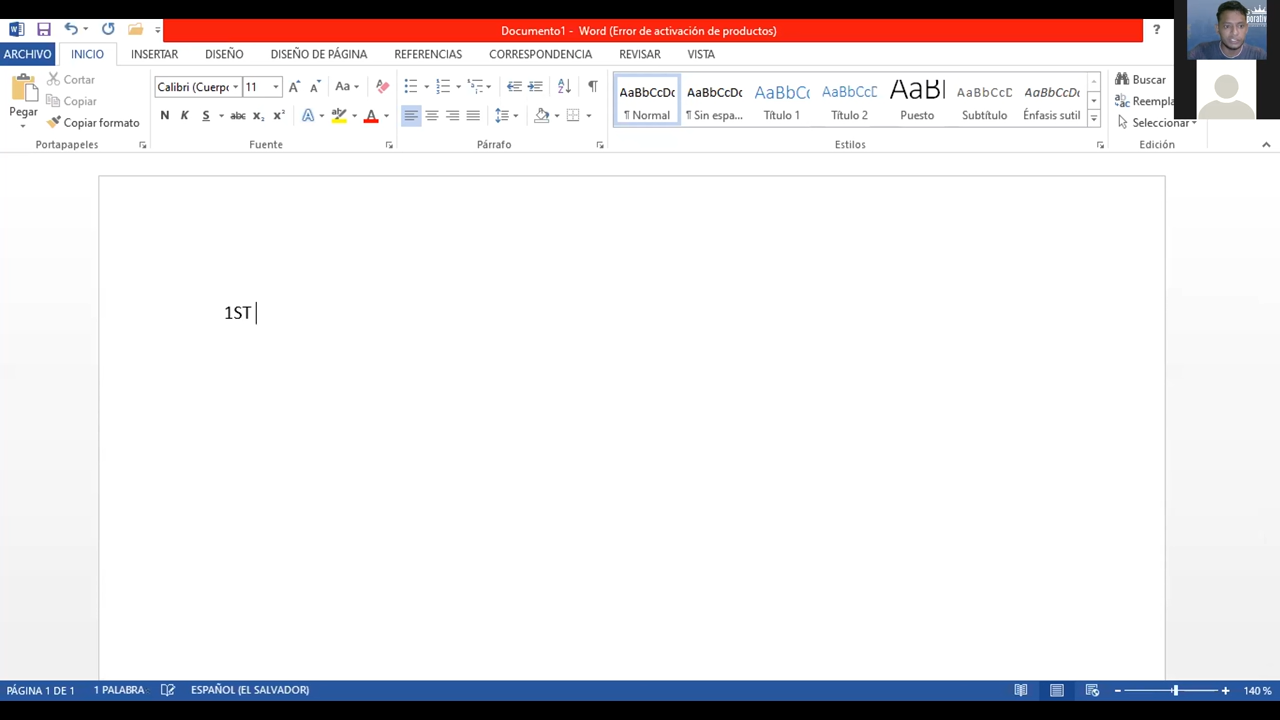 Documento1 - Word (Error de activación de productos)
?
porativ
ARCHIVO INICIO INSERTAR DISEÑO DISEÑO DE PÁGINA REFERENCIAS CORRESPONDENCIA REVISAR VISTA
Pegar
Cortar
Copiar
Copiar formato
Portapapeles
Calibri (Cuerpo 11 Aa
N K S abc x₂ x² A A
Fuente
Párrafo
AaBbCcDc AaBbCcDc AaBbCc AaBbCcD AaBl AaBbCcD AaBbCcDc
¶ Normal ¶ Sin espa... Título 1 Título 2 Puesto Subtítulo Énfasis sutil
Estilos
Buscar
Reempla
Seleccionar
Edición
1ST
PÁGINA 1 DE 1 1 PALABRA ESPAÑOL (EL SALVADOR) 140 %